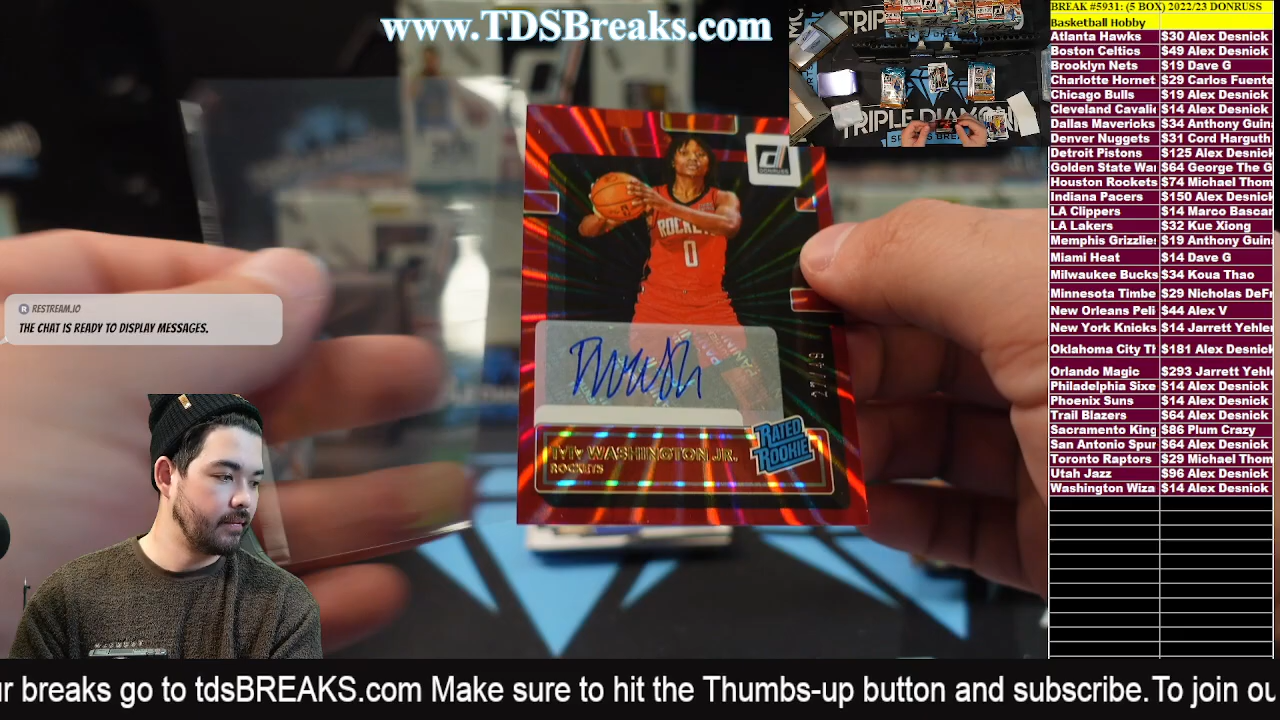 www.TDSBreaks.com
TRIPLE DIAMON
RESTREAM.IO
THE CHAT IS READY TO DISPLAY MESSAGES.
DONRUSS
ROCKETS
0
WASHINGTON JR.
ROCKETS
RATED ROOKIE
BREAK #5931: (5 BOX) 2022/23 DONRUSS
Basketball Hobby
Atlanta Hawks $30 Alex Desnick
Boston Celtics $49 Alex Desnick
Brooklyn Nets $19 Dave G
Charlotte Hornet $29 Carlos Fuente
Chicago Bulls $19 Alex Desnick
Cleveland Cavali $14 Alex Desnick
Dallas Mavericks $34 Anthony Guin
Denver Nuggets $31 Cord Harguth
Detroit Pistons $125 Alex Desnick
Golden State Wa $64 George The G
Houston Rockets $74 Michael Thom
Indiana Pacers $150 Alex Desnick
LA Clippers $14 Marco Bascar
LA Lakers $32 Kue Xiong
Memphis Grizzlie $19 Anthony Guin
Miami Heat $14 Dave G
Milwaukee Bucks $34 Koua Thao
Minnesota Timbe $29 Nicholas DeF
New Orleans Peli $44 Alex V
New York Knicks $14 Jarrett Yehle
Oklahoma City Th $181 Alex Desnick
Orlando Magic $293 Jarrett Yehl
Philadelphia Sixe $14 Alex Desnick
Phoenix Suns $14 Alex Desnick
Trail Blazers $64 Alex Desnick
Sacramento King $86 Plum Crazy
San Antonio Spur $64 Alex Desnick
Toronto Raptors $29 Michael Thom
Utah Jazz $96 Alex Desnick
Washington Wiza $14 Alex Desnick
ur breaks go to tdsBREAKS.com Make sure to hit the Thumbs-up button and subscribe.To join ou